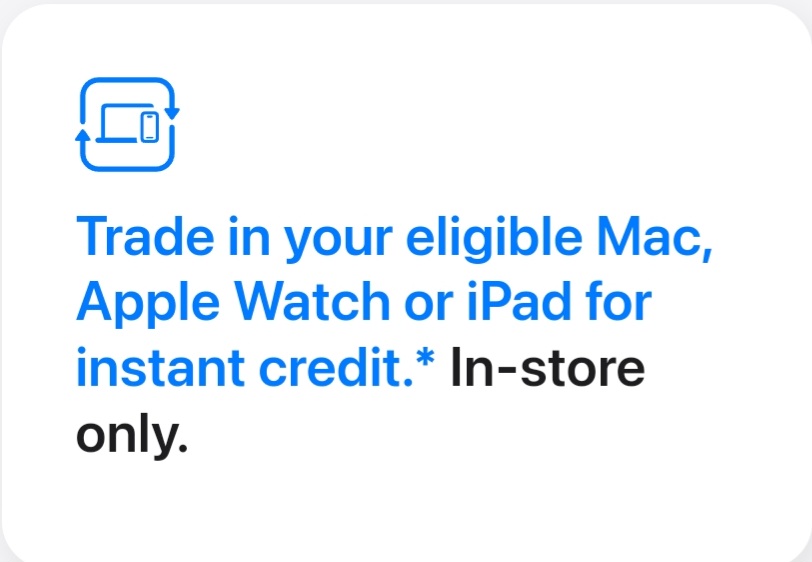 Trade in your eligible Mac,
Apple Watch or iPad for
instant credit.* In-store
only.